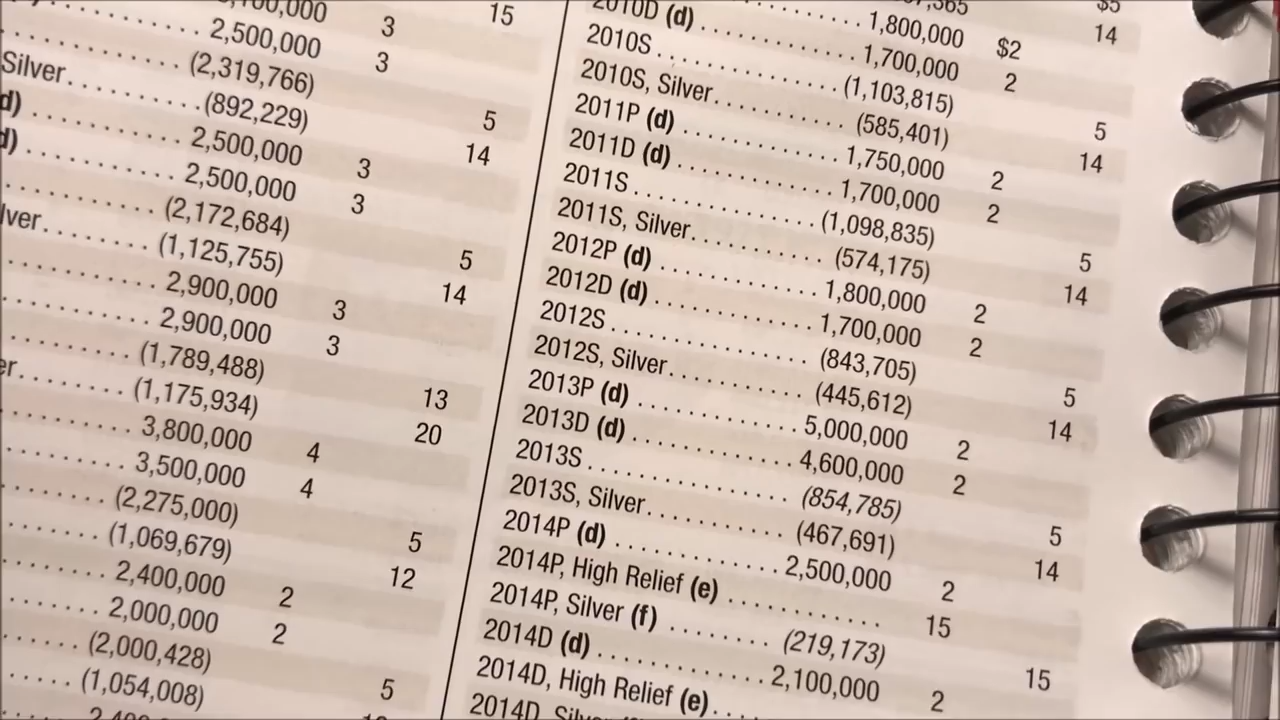 15
3
2,500,000 3
(2,319,766) 5
Silver.......... (892,229) 14
d) .......... 2,500,000 3
d) .......... 2,500,000 3
.......... (2,172,684) 5
lver........ (1,125,755) 14
.......... 2,900,000 3
.......... 2,900,000 3
.......... (1,789,488) 13
er........ (1,175,934) 20
.......... 3,800,000 4
.......... 3,500,000 4
........ (2,275,000) 5
........ (1,069,679) 12
........ 2,400,000 2
........ 2,000,000 2
...... (2,000,428) 5
..... (1,054,008)
$5
14
1,800,000 $2
2010D (d) .......... 1,700,000 2
2010S .......... (1,103,815) 5
2010S, Silver.......... (585,401) 14
2011P (d) .......... 1,750,000 2
2011D (d) .......... 1,700,000 2
2011S .......... (1,098,835) 5
2011S, Silver.......... (574,175) 14
2012P (d) .......... 1,800,000 2
2012D (d) .......... 1,700,000 2
2012S .......... (843,705) 5
2012S, Silver.......... (445,612) 14
2013P (d) .......... 5,000,000 2
2013D (d) .......... 4,600,000 2
2013S .......... (854,785) 5
2013S, Silver.......... (467,691) 14
2014P (d) .......... 2,500,000 2
2014P, High Relief (e) .......... 15
2014P, Silver (f) ........ (219,173) 15
2014D (d) .......... 2,100,000 2
2014D, High Relief (e)....
2014D,